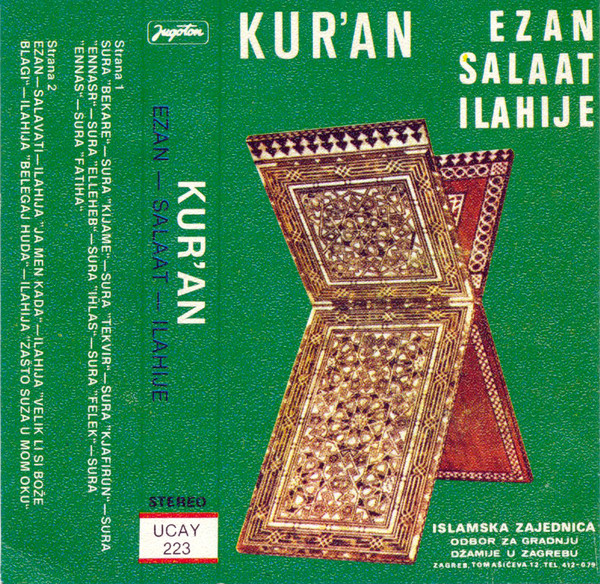 Strana 1
SURA "BEKARE"—SURA "KIJAME"—SURA "TEKVIR"—SURA "KJAFIRUN"—SURA
"ENNASR"—SURA "ELLEHEB"—SURA "IHLAS"—SURA "FELEK"—SURA
"ENNAS"—SURA "FATIHA"
Strana 2
EZAN—SALAVATI—ILAHIJA "JA MEN KADA"—ILAHIJA "VELIK LI SI BOŽE
BLAGI"—ILAHIJA "BELEGAJ HUDA"—ILAHIJA "ZAŠTO SUZA U MOM OKU"
Jugoton
KUR'AN
EZAN — SALAAT — ILAHIJE
STEREO
UCAY
223
KUR'AN
EZAN
SALAAT
ILAHIJE
ISLAMSKA ZAJEDNICA
ODBOR ZA GRADNJU
DŽAMIJE U ZAGREBU
ZAGREB, TOMAŠIĆEVA 12, TEL 412-079